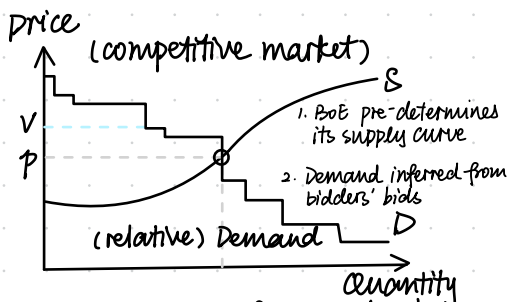 Price
(competitive market)
S
1. BoE pre-determines
its supply curve
V
P
2. Demand inferred from
bidders' bids
D
(relative) Demand
Quantity